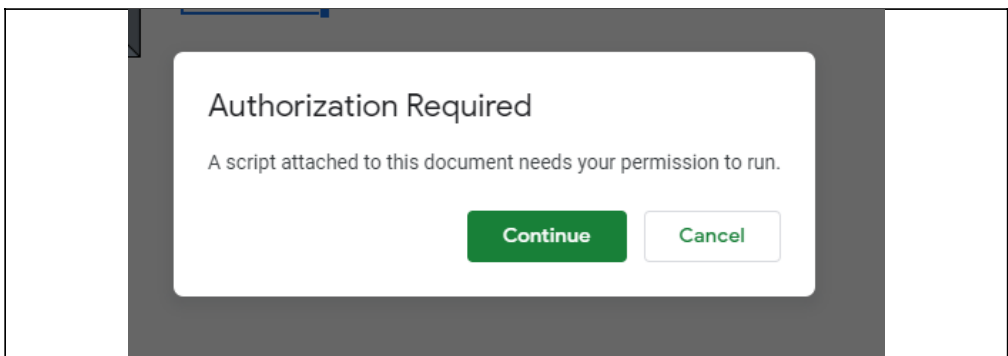 Authorization Required
A script attached to this document needs your permission to run.
Continue Cancel